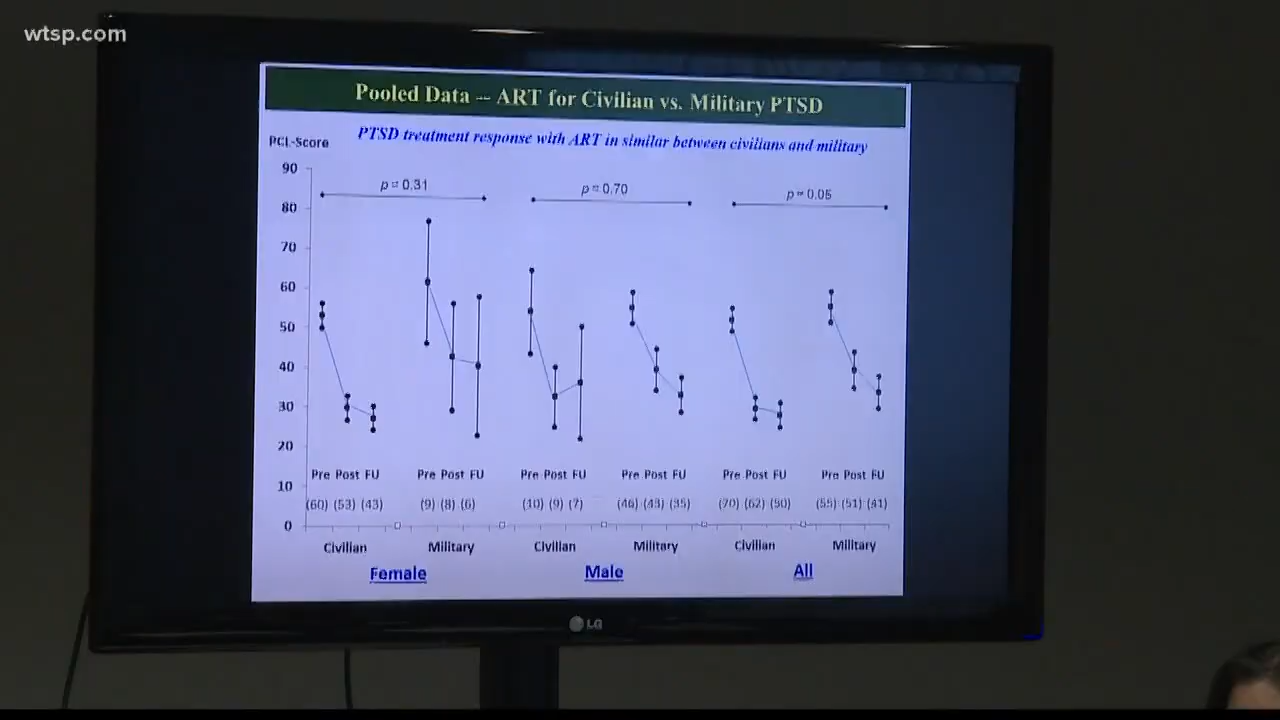 wtsp.com
Pooled Data -- ART for Civilian vs. Military PTSD
PTSD treatment response with ART in similar between civilians and military
PCL-Score
90
80
70
60
50
40
30
20
10
0
p = 0.31
p = 0.70
p = 0.05
Pre Post FU
Pre Post FU
Pre Post FU
Pre Post FU
Pre Post FU
Pre Post FU
(60) (53) (43)
(9) (8) (6)
(10) (9) (7)
(46) (43) (35)
(70) (62) (50)
(55) (51) (41)
Civilian
Military
Civilian
Military
Civilian
Military
Female
Male
All
LG